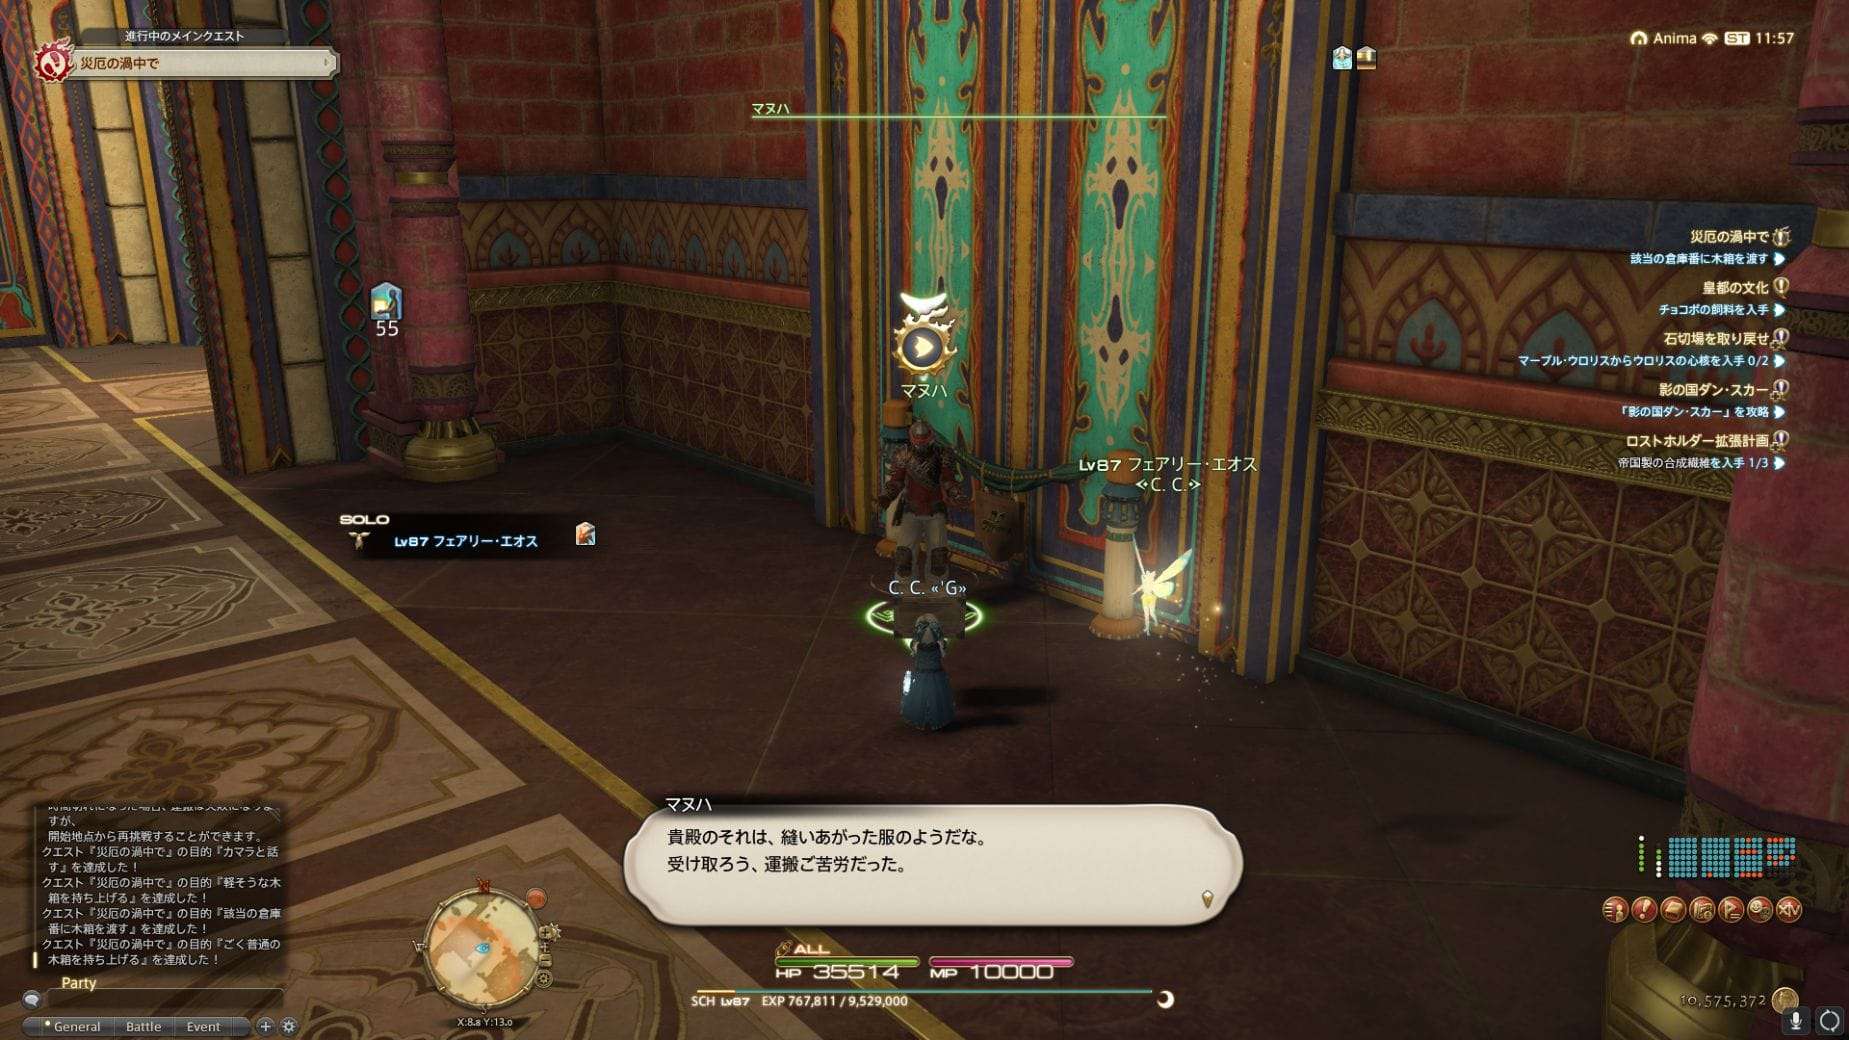 進行中のメインクエスト
災厄の渦中で
Anima ST 11:57
マヌハ
災厄の渦中で
該当の倉庫番に木箱を渡す
皇都の文化
チョコボの飼料を入手
石切場を取り戻せ
マーブル・ウロリスからウロリスの心核を入手 0/2
影の国ダン・スカー
『影の国ダン・スカー』を攻略
ロストホルダー拡張計画
帝国製の合成繊維を入手 1/3
55
マヌハ
Lv87 フェアリー・エオス
C. C.
SOLO
Lv87 フェアリー・エオス
C. C. «'G»
マヌハ
貴殿のそれは、縫いあがった服のようだな。
受け取ろう、運搬ご苦労だった。
すが、
開始地点から再挑戦することができます。
クエスト『災厄の渦中で』の目的『カマラと話
す』を達成した！
クエスト『災厄の渦中で』の目的『軽そうな木
箱を持ち上げる』を達成した！
クエスト『災厄の渦中で』の目的『該当の倉庫
番に木箱を渡す』を達成した！
クエスト『災厄の渦中で』の目的『ごく普通の
木箱を持ち上げる』を達成した！
Party
General Battle Event
X:8.8 Y:13.0
ALL
HP 35514 MP 10000
SCH Lv87 EXP 767,811 / 9,529,000
XIV
10,575,372